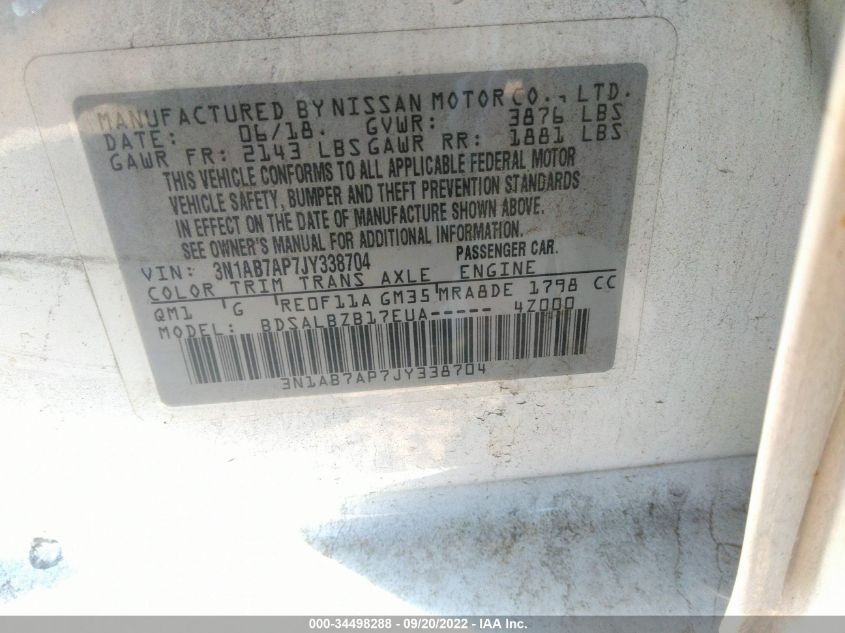 MANUFACTURED BY NISSAN MOTOR CO., LTD.
DATE: 06/18. GVWR: 3876 LBS
GAWR FR: 2143 LBS GAWR RR: 1881 LBS
THIS VEHICLE CONFORMS TO ALL APPLICABLE FEDERAL MOTOR
VEHICLE SAFETY, BUMPER AND THEFT PREVENTION STANDARDS
IN EFFECT ON THE DATE OF MANUFACTURE SHOWN ABOVE.
SEE OWNER'S MANUAL FOR ADDITIONAL INFORMATION.
VIN: 3N1AB7AP7JY338704 PASSENGER CAR.
COLOR TRIM TRANS AXLE ENGINE
QM1 G RE0F11A GM35 MRA8DE 1798 CC
MODEL: BDSALBZB17EUA----- 4Z000
3N1AB7AP7JY338704
000-34498288 - 09/20/2022 - IAA Inc.